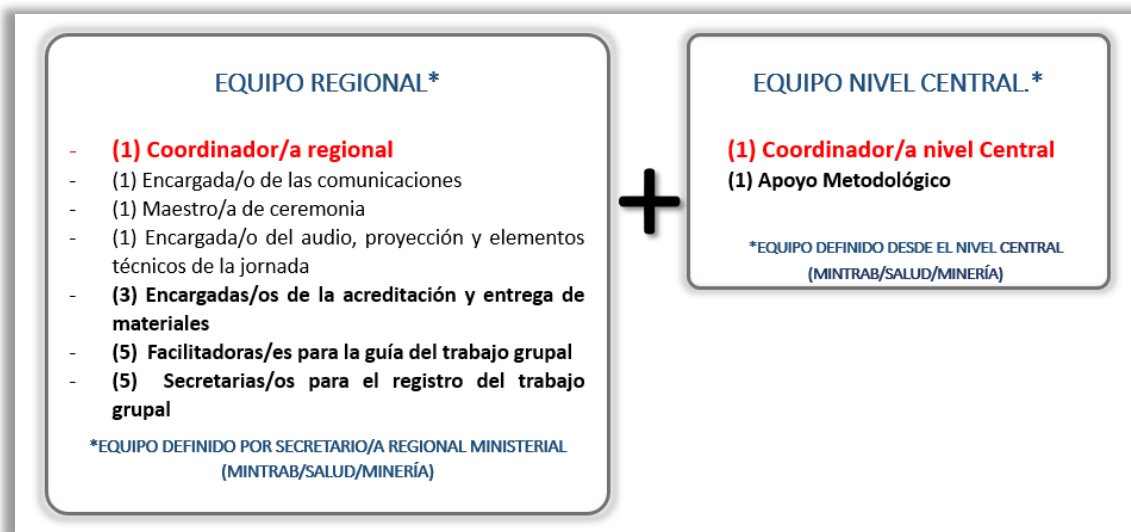 EQUIPO REGIONAL*
- (1) Coordinador/a regional
- (1) Encargada/o de las comunicaciones
- (1) Maestro/a de ceremonia
- (1) Encargada/o del audio, proyección y elementos
técnicos de la jornada
- (3) Encargadas/os de la acreditación y entrega de
materiales
- (5) Facilitadoras/es para la guía del trabajo grupal
- (5) Secretarias/os para el registro del trabajo
grupal
*EQUIPO DEFINIDO POR SECRETARIO/A REGIONAL MINISTERIAL
(MINTRAB/SALUD/MINERÍA)
+
EQUIPO NIVEL CENTRAL.*
(1) Coordinador/a nivel Central
(1) Apoyo Metodológico
*EQUIPO DEFINIDO DESDE EL NIVEL CENTRAL
(MINTRAB/SALUD/MINERÍA)